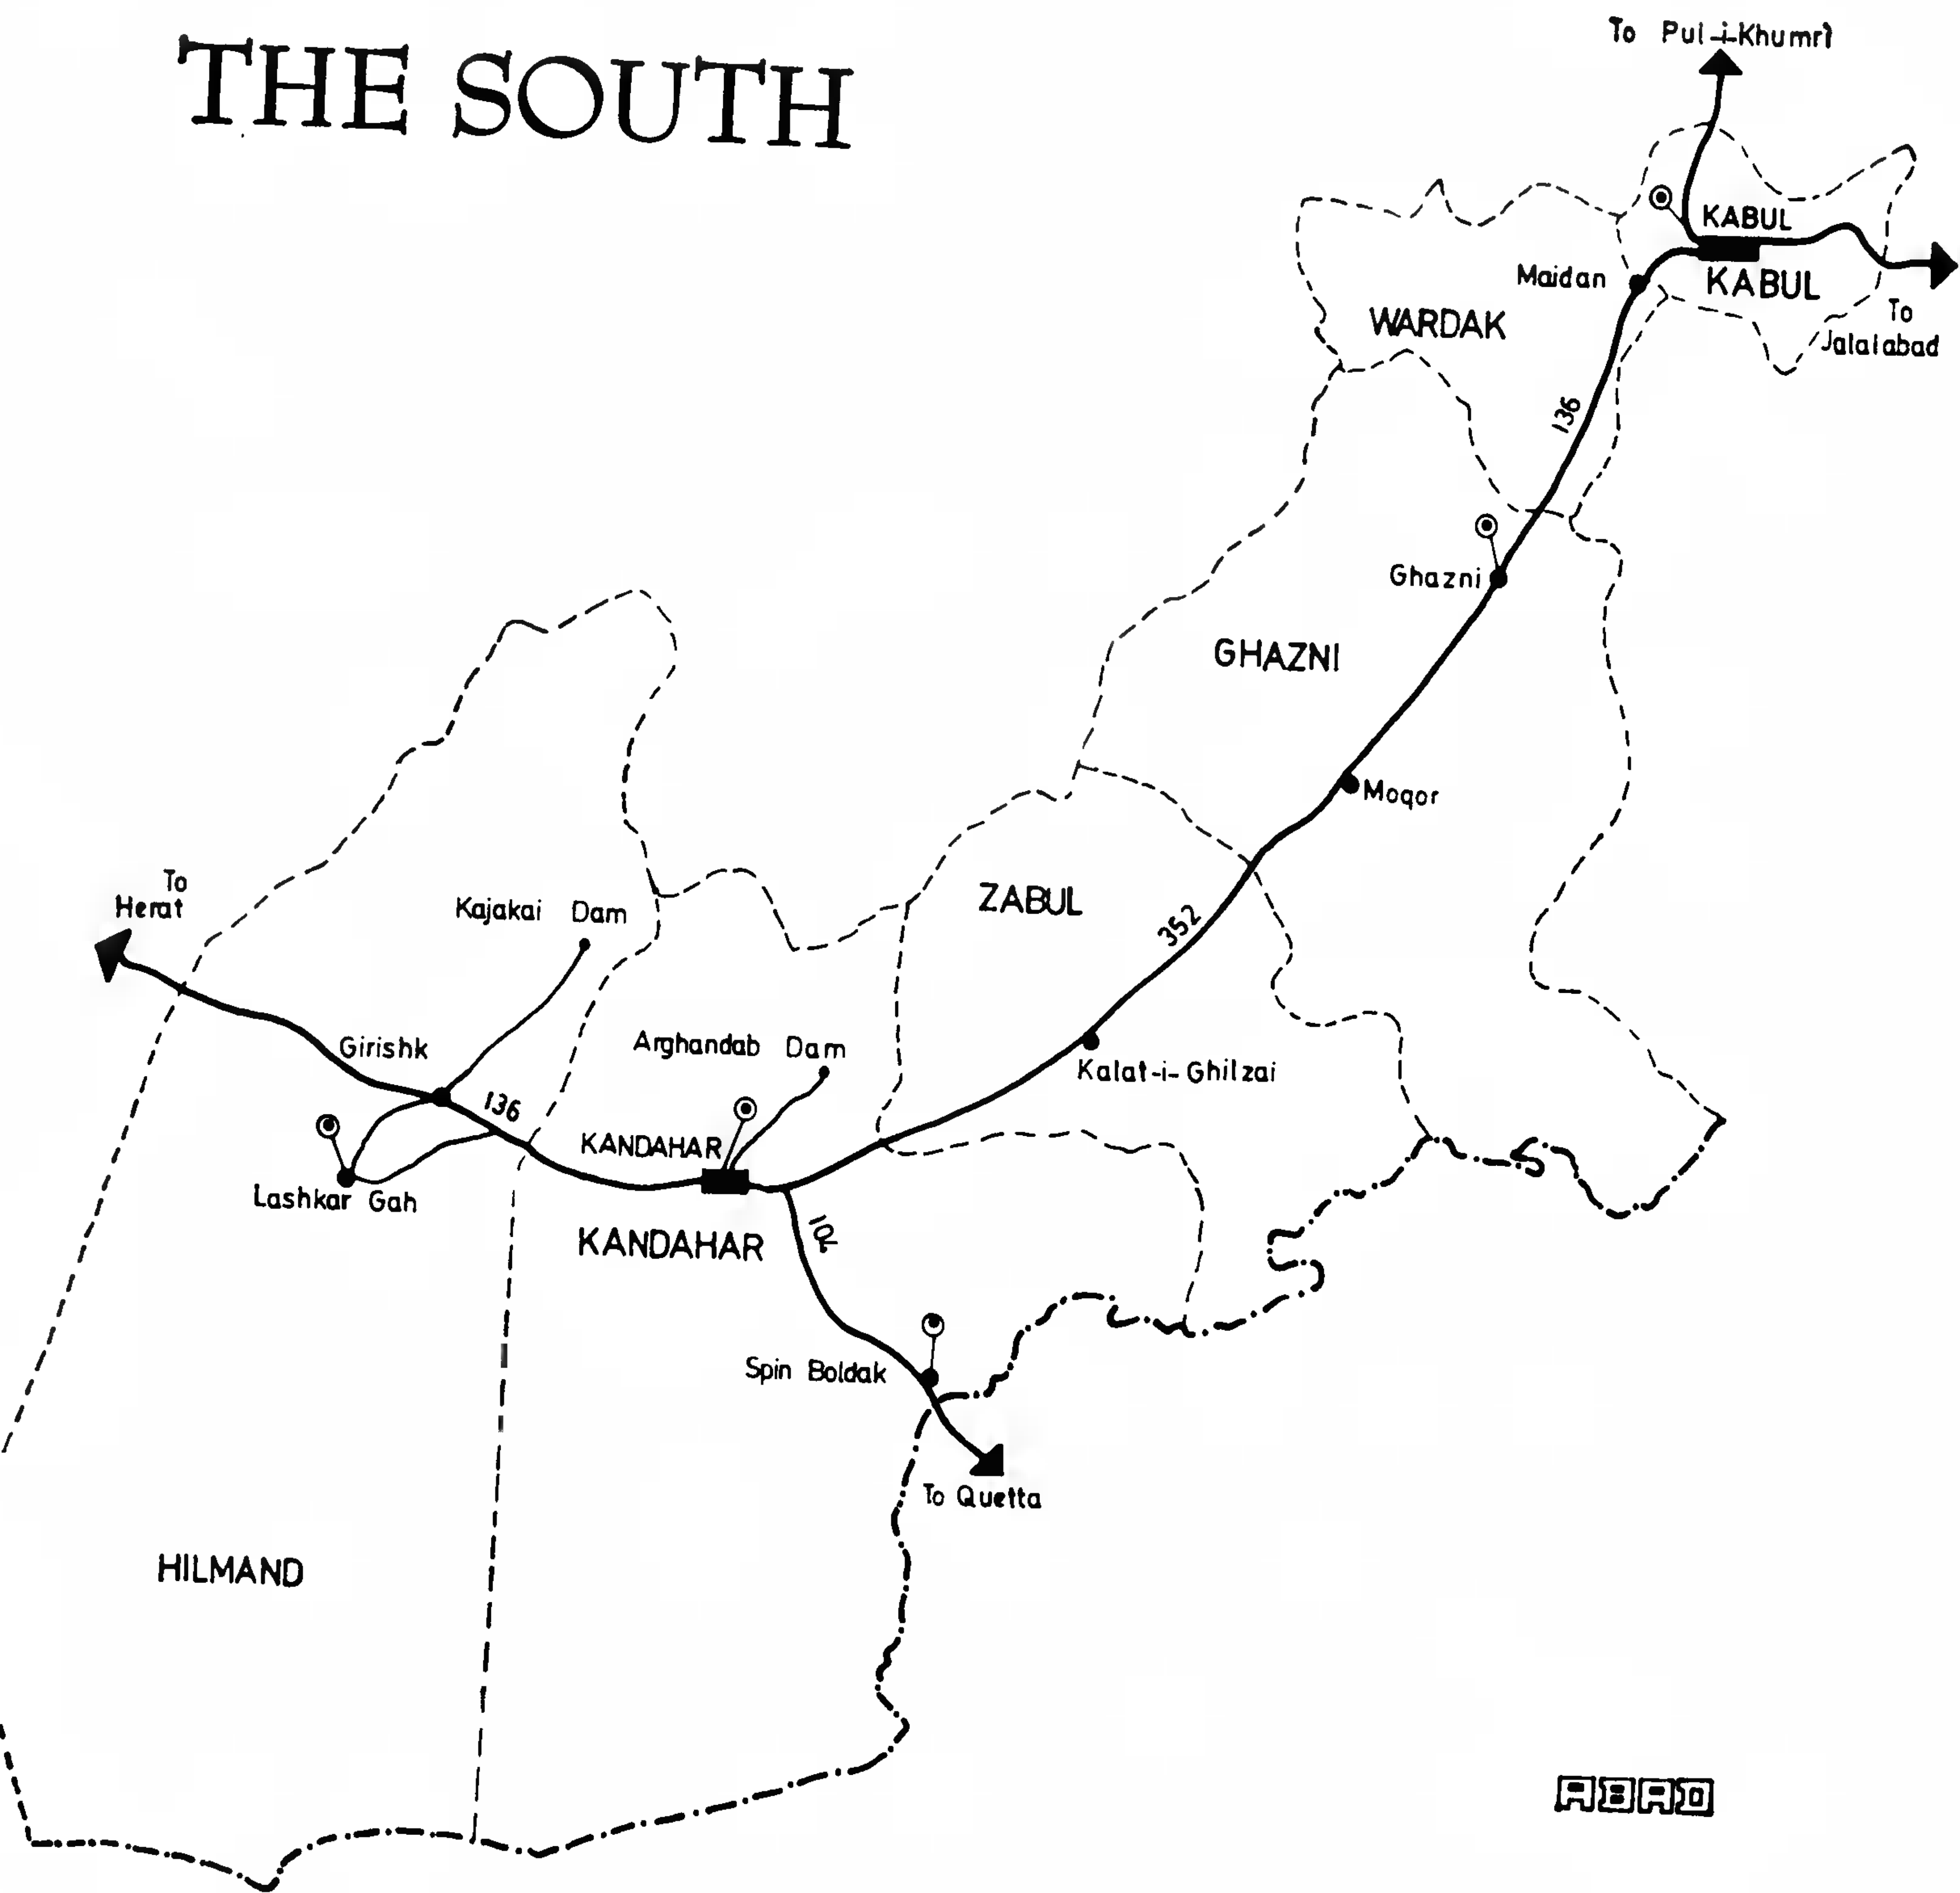 THE SOUTH
To Pul-i-Khumri
KABUL
KABUL
Maidan
To
Jalalabad
WARDAK
136
Ghazni
GHAZNI
Moqor
ZABUL
352
To
Herat
Kajakai Dam
Girishk
Arghandab Dam
Kalat-i-Ghilzai
136
KANDAHAR
Lashkar Gah
KANDAHAR
Spin Boldak
To Quetta
HILMAND
ABAD